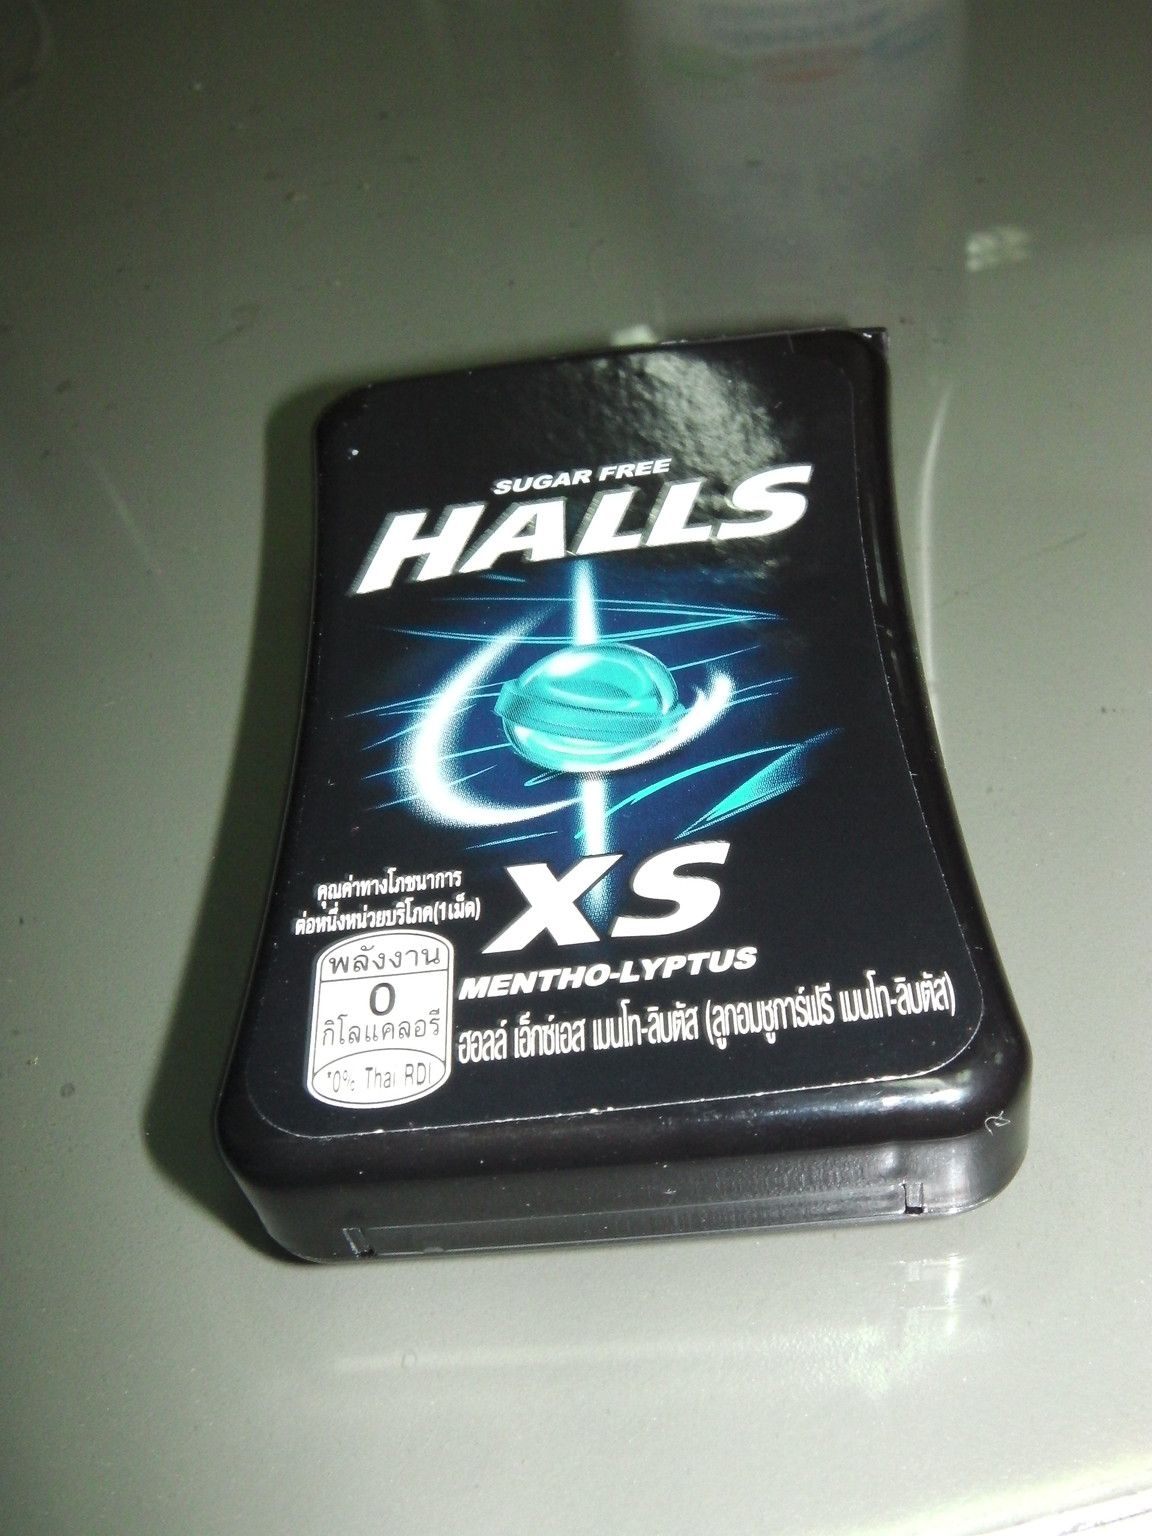 SUGAR FREE
HALLS
XS
MENTHO-LYPTUS
ฮอลล์ เอ็กซ์เอส เมนโท-ลิบตัส (ลูกอมชูการ์ฟรี เมนโท-ลิบตัส)
คุณค่าทางโภชนาการ
ต่อหนึ่งหน่วยบริโภค(1เม็ด)
พลังงาน
0
กิโลแคลอรี
*0% Thai RDI